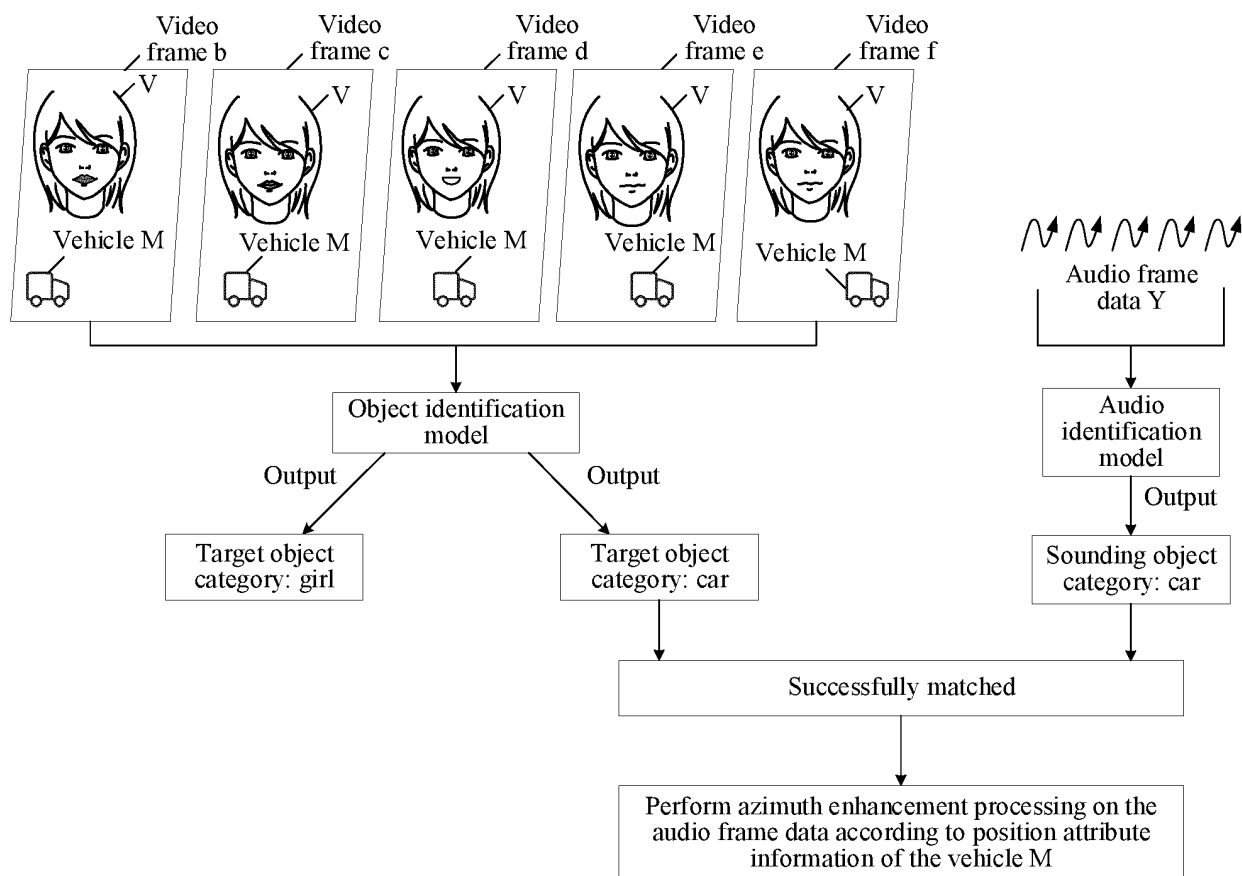 Video
frame b
Video
frame c
Video
frame d
Video
frame e
Video
frame f
V
V
V
V
V
Vehicle M
Vehicle M
Vehicle M
Vehicle M
Vehicle M
Audio frame
data Y
Object identification
model
Audio
identification
model
Output
Output
Output
Target object
category: girl
Target object
category: car
Sounding object
category: car
Successfully matched
Perform azimuth enhancement processing on the
audio frame data according to position attribute
information of the vehicle M